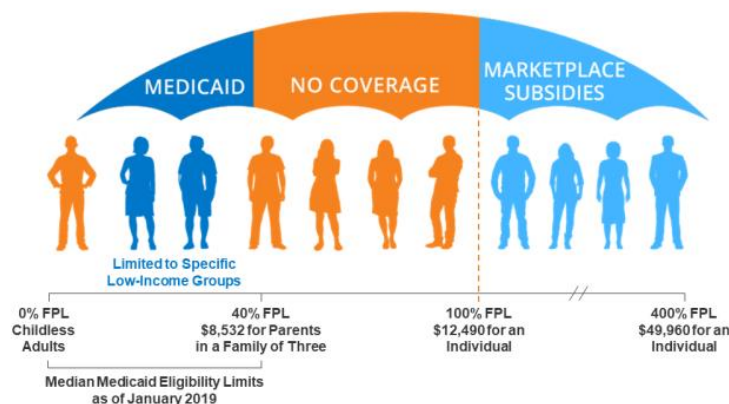 MEDICAID
NO COVERAGE
MARKETPLACE
SUBSIDIES
Limited to Specific
Low-Income Groups
0% FPL
Childless
Adults
40% FPL
$8,532 for Parents
in a Family of Three
100% FPL
$12,490 for an
Individual
400% FPL
$49,960 for an
Individual
Median Medicaid Eligibility Limits
as of January 2019